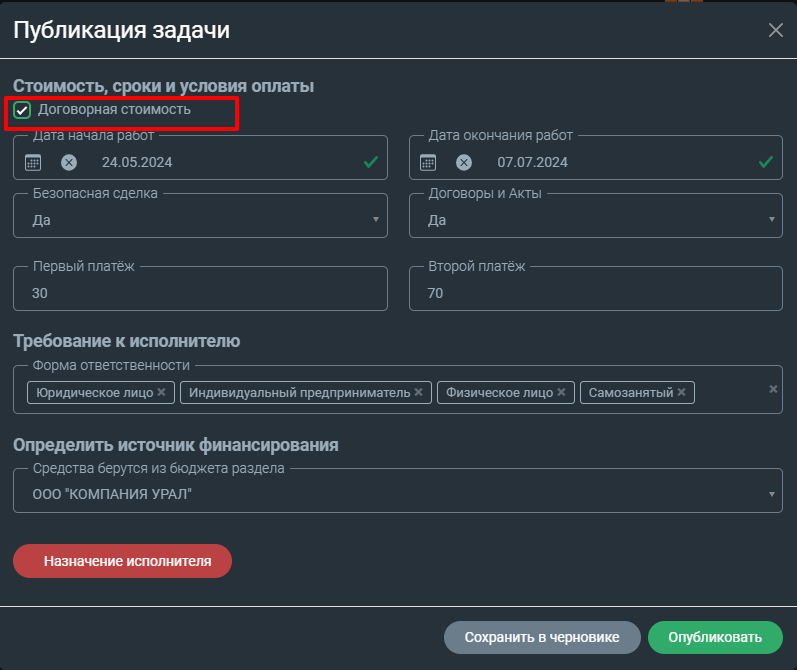 Публикация задачи
Стоимость, сроки и условия оплаты
Договорная стоимость
Дата начала работ
Дата окончания работ
24.05.2024
07.07.2024
Безопасная сделка
Договоры и Акты
Да
Да
Первый платёж
Второй платёж
30
70
Требование к исполнителю
Форма ответственности
Юридическое лицо Индивидуальный предприниматель Физическое лицо Самозанятый
Определить источник финансирования
Средства берутся из бюджета раздела
ООО "КОМПАНИЯ УРАЛ"
Назначение исполнителя
Сохранить в черновике Опубликовать